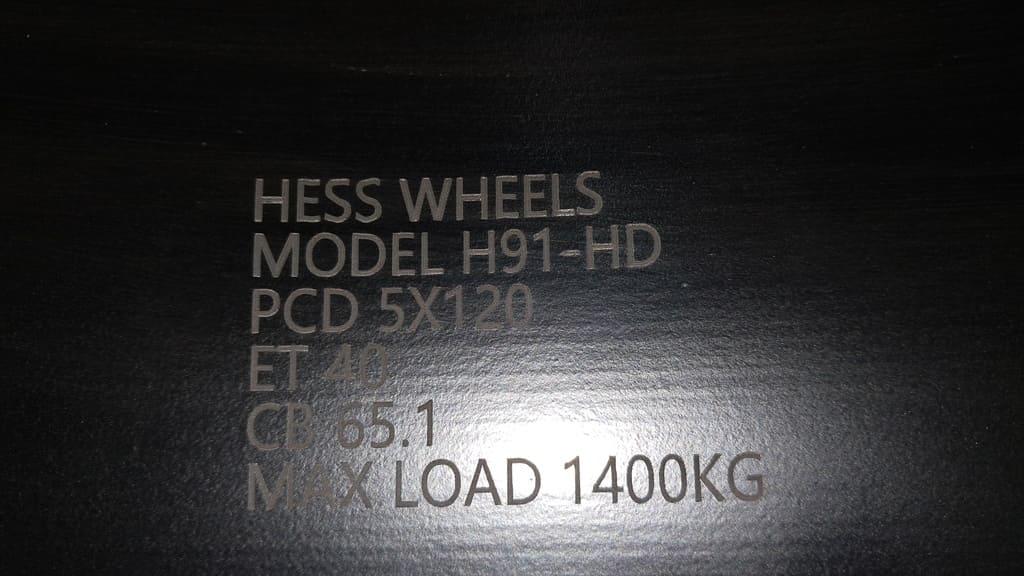 HESS WHEELS
MODEL H91-HD
PCD 5X120
ET 40
CB 65.1
MAX LOAD 1400KG